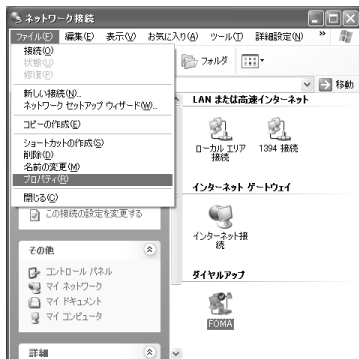 ネットワーク接続
ファイル(F) 編集(E) 表示(V) お気に入り(A) ツール(T) 詳細設定(N) »
接続(O)
状態(U)
修復(P)
新しい接続(N)...
ネットワーク セットアップ ウィザード(W)...
コピーの作成(C)
ショートカットの作成(S)
削除(D)
名前の変更(M)
プロパティ(R)
閉じる(C)
フォルダ
移動
この接続の設定を変更する
その他
コントロール パネル
マイ ネットワーク
マイ ドキュメント
マイ コンピュータ
詳細
LAN または高速インターネット
ローカル エリア
接続
1394 接続
インターネット ゲートウェイ
インターネット接
続
ダイヤルアップ
FOMA